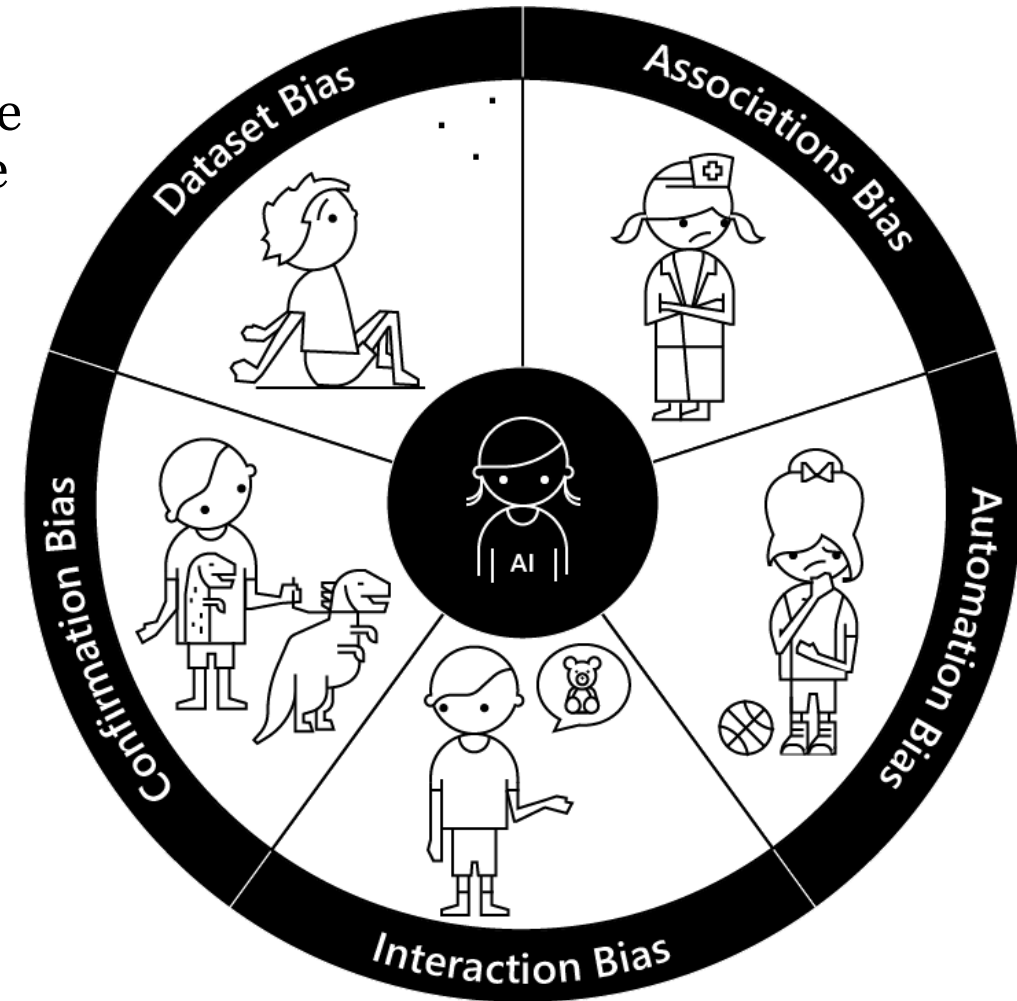 e
e
Dataset Bias
Associations Bias
Confirmation Bias
Automation Bias
AI
Interaction Bias